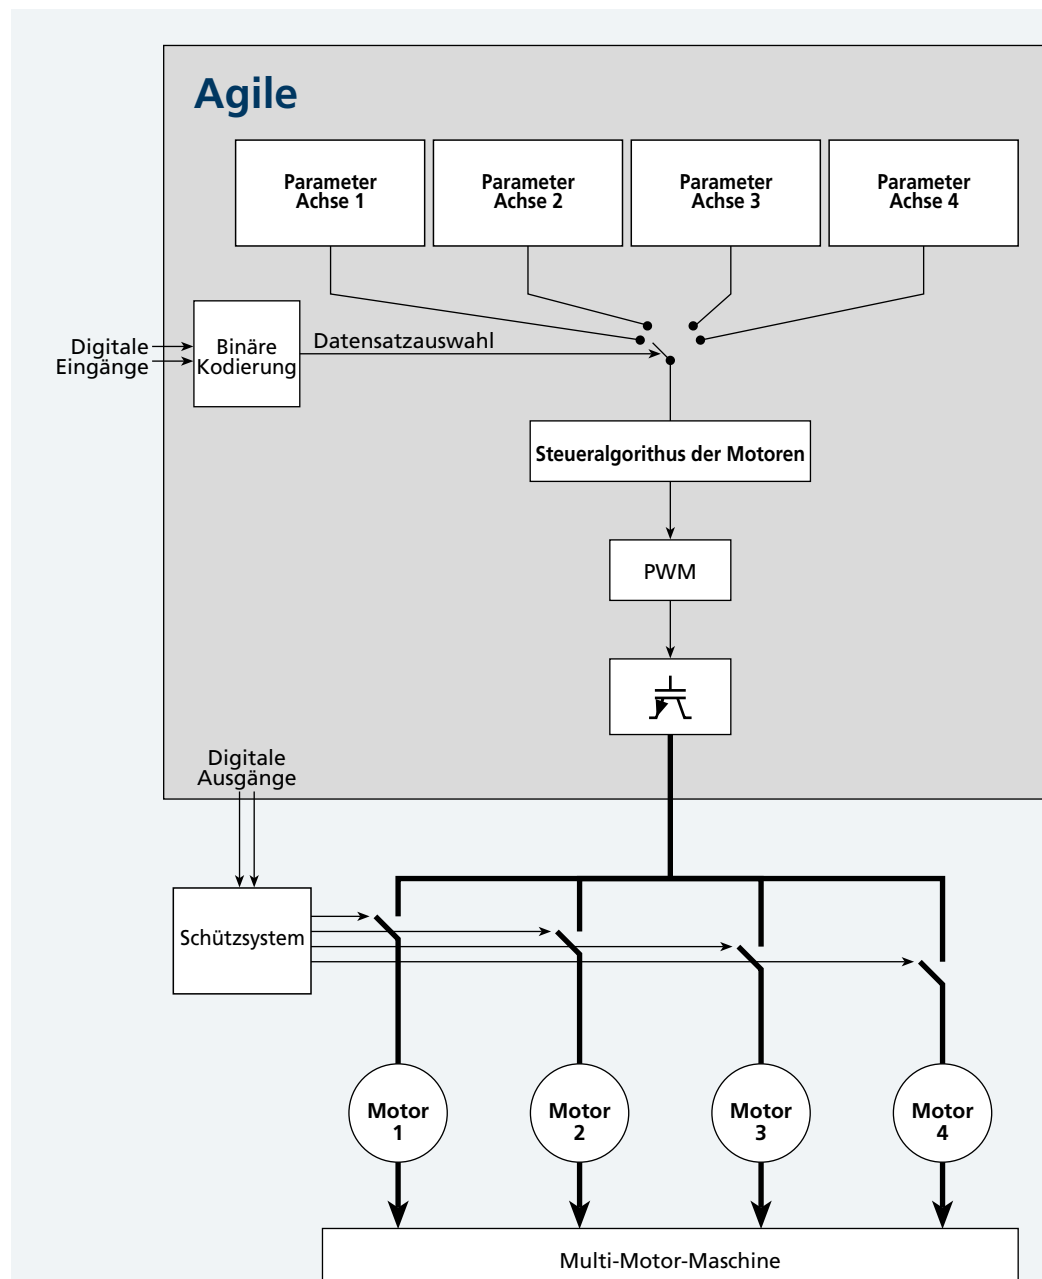 Agile
Parameter
Achse 1
Parameter
Achse 2
Parameter
Achse 3
Parameter
Achse 4
Digitale
Eingänge
Binäre
Kodierung
Datensatzauswahl
Steueralgorithus der Motoren
PWM
Digitale
Ausgänge
Schützsystem
Motor
1
Motor
2
Motor
3
Motor
4
Multi-Motor-Maschine